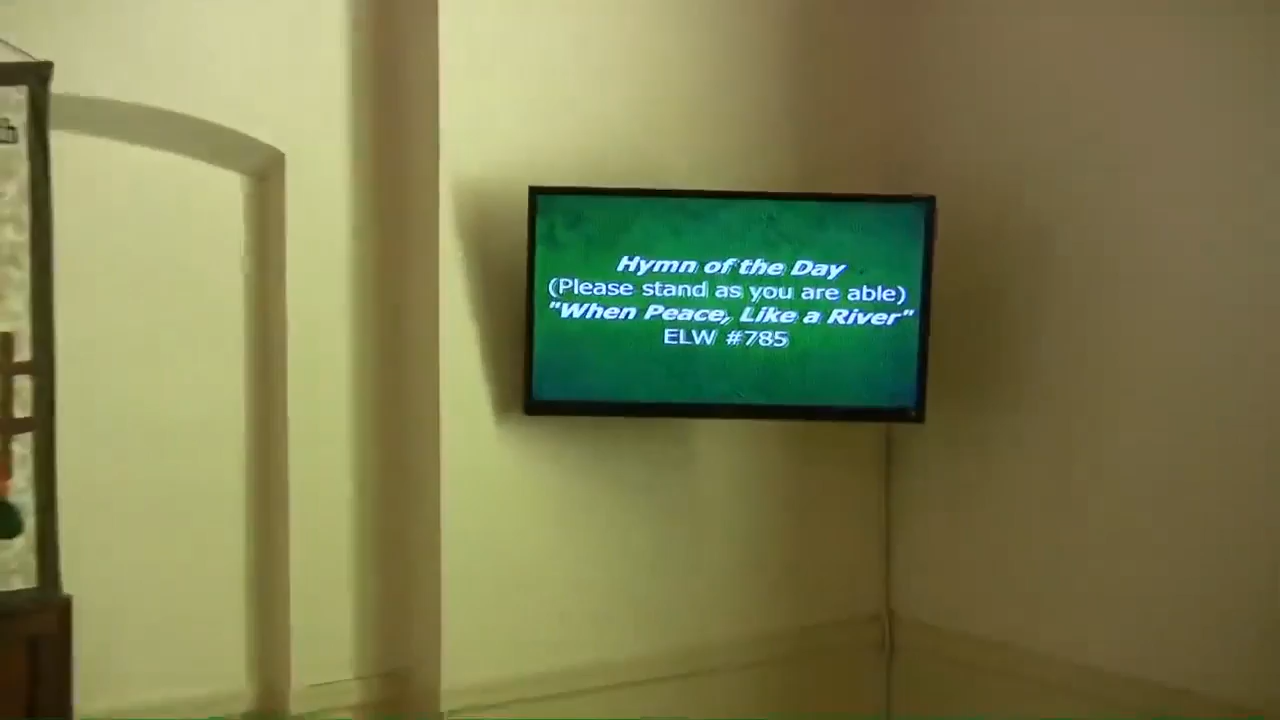 Hymn of the Day
(Please stand as you are able)
"When Peace, Like a River"
ELW #785